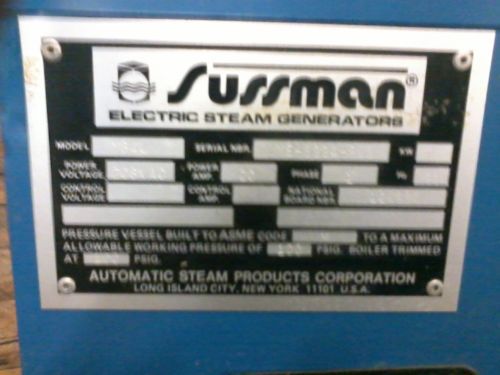 Sussman®
ELECTRIC STEAM GENERATORS
MODEL SERIAL NBR. KW
POWER VOLTAGE POWER AMP. PHASE
CONTROL VOLTAGE CONTROL AMP. NATIONAL BOARD NBR.
PRESSURE VESSEL BUILT TO ASME CODE TO A MAXIMUM
ALLOWABLE WORKING PRESSURE OF 100 PSIG. BOILER TRIMMED
AT PSIG.
AUTOMATIC STEAM PRODUCTS CORPORATION
LONG ISLAND CITY, NEW YORK 11101 U.S.A.